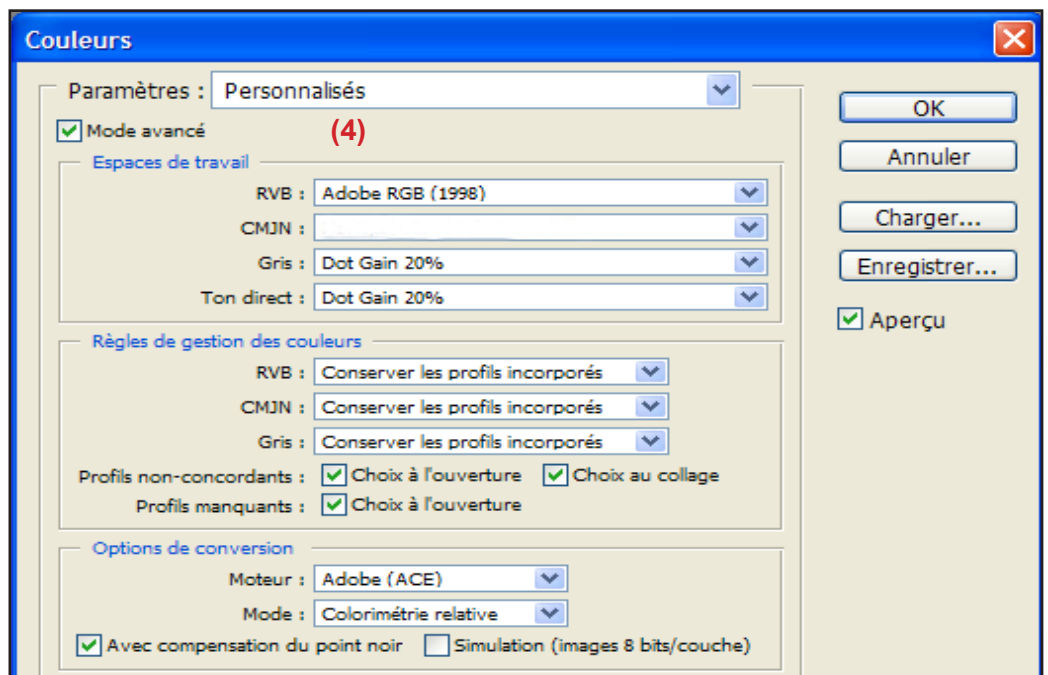 Couleurs
Paramètres : Personnalisés
OK
Mode avancé (4)
Annuler
Espaces de travail
RVB : Adobe RGB (1998)
CMJN :
Charger...
Gris : Dot Gain 20%
Enregistrer...
Ton direct : Dot Gain 20%
Aperçu
Règles de gestion des couleurs
RVB : Conserver les profils incorporés
CMJN : Conserver les profils incorporés
Gris : Conserver les profils incorporés
Profils non-concordants : Choix à l'ouverture Choix au collage
Profils manquants : Choix à l'ouverture
Options de conversion
Moteur : Adobe (ACE)
Mode : Colorimétrie relative
Avec compensation du point noir Simulation (images 8 bits/couche)